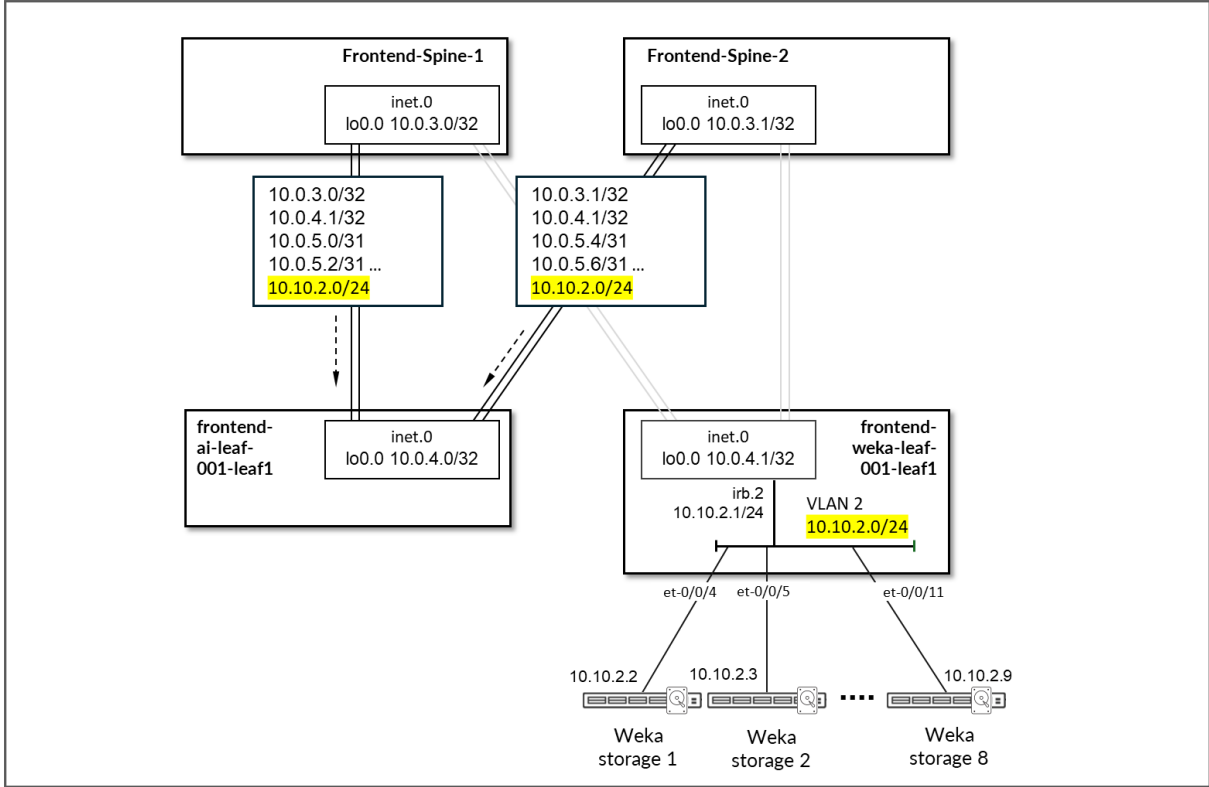 Frontend-Spine-1
inet.0
lo0.0 10.0.3.0/32
Frontend-Spine-2
inet.0
lo0.0 10.0.3.1/32
10.0.3.0/32
10.0.4.1/32
10.0.5.0/31
10.0.5.2/31 ...
10.10.2.0/24
10.0.3.1/32
10.0.4.1/32
10.0.5.4/31
10.0.5.6/31 ...
10.10.2.0/24
frontend-
ai-leaf-
001-leaf1
inet.0
lo0.0 10.0.4.0/32
inet.0
lo0.0 10.0.4.1/32
frontend-
weka-leaf-
001-leaf1
irb.2
10.10.2.1/24
VLAN 2
10.10.2.0/24
et-0/0/4
et-0/0/5
et-0/0/11
10.10.2.2
10.10.2.3
10.10.2.9
Weka
storage 1
Weka
storage 2
Weka
storage 8